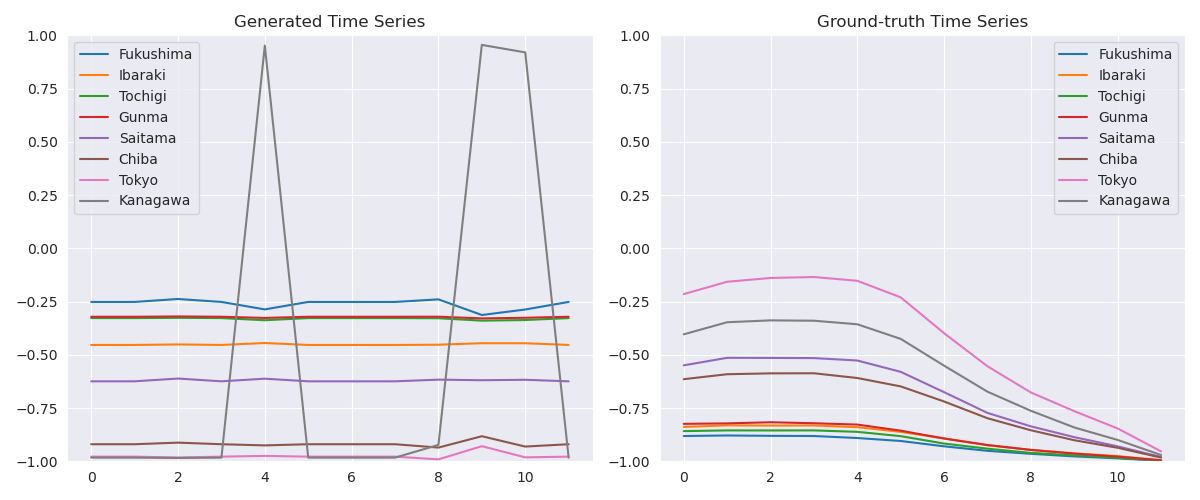 Generated Time Series
1.00
0.75
0.50
0.25
0.00
−0.25
−0.50
−0.75
−1.00
0
2
4
6
8
10
Fukushima
Ibaraki
Tochigi
Gunma
Saitama
Chiba
Tokyo
Kanagawa
Ground-truth Time Series
1.00
0.75
0.50
0.25
0.00
−0.25
−0.50
−0.75
−1.00
0
2
4
6
8
10
Fukushima
Ibaraki
Tochigi
Gunma
Saitama
Chiba
Tokyo
Kanagawa